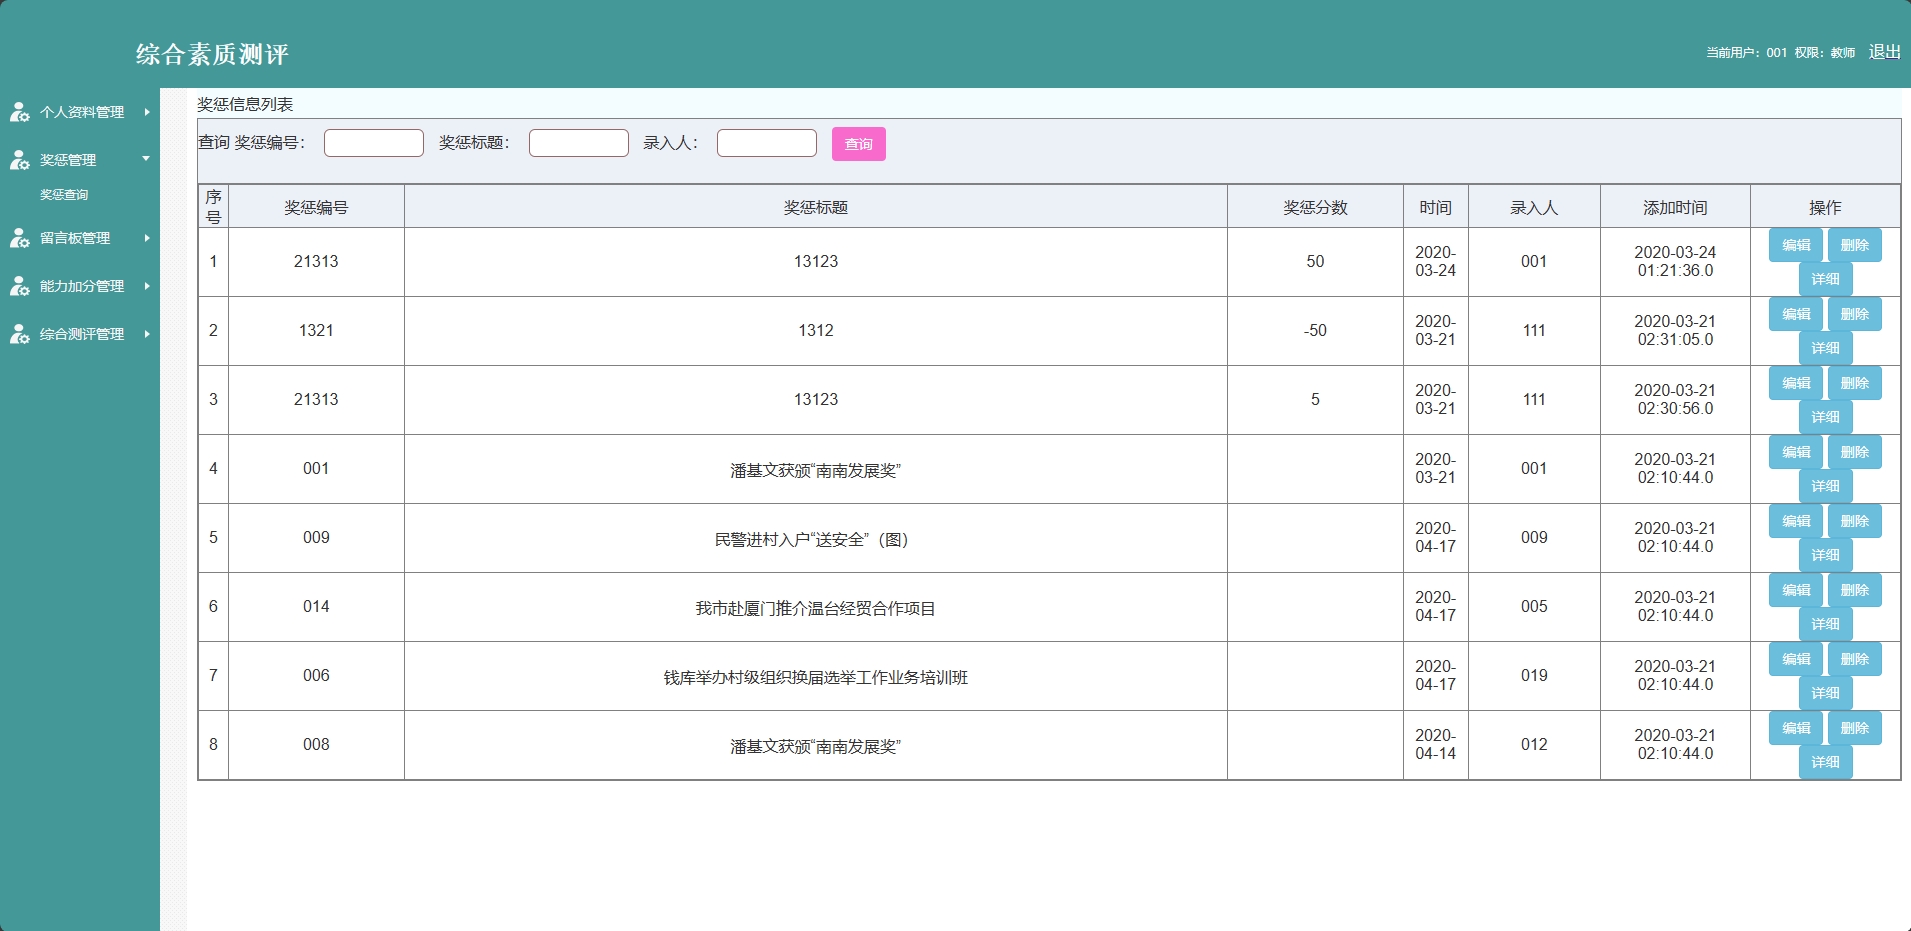 综合素质测评
当前用户：001 权限：教师 退出
个人资料管理
奖惩管理
奖惩查询
留言板管理
能力加分管理
综合测评管理
奖惩信息列表
查询 奖惩编号： 奖惩标题： 录入人： 查询
序号 奖惩编号 奖惩标题 奖惩分数 时间 录入人 添加时间 操作
1 21313 13123 50 2020-03-24 001 2020-03-24 01:21:36.0 编辑 删除 详细
2 1321 1312 -50 2020-03-21 111 2020-03-21 02:31:05.0 编辑 删除 详细
3 21313 13123 5 2020-03-21 111 2020-03-21 02:30:56.0 编辑 删除 详细
4 001 潘基文获颁“南南发展奖” 2020-03-21 001 2020-03-21 02:10:44.0 编辑 删除 详细
5 009 民警进村入户“送安全”（图） 2020-04-17 009 2020-03-21 02:10:44.0 编辑 删除 详细
6 014 我市赴厦门推介温台经贸合作项目 2020-04-17 005 2020-03-21 02:10:44.0 编辑 删除 详细
7 006 钱库举办村级组织换届选举工作业务培训班 2020-04-17 019 2020-03-21 02:10:44.0 编辑 删除 详细
8 008 潘基文获颁“南南发展奖” 2020-04-14 012 2020-03-21 02:10:44.0 编辑 删除 详细